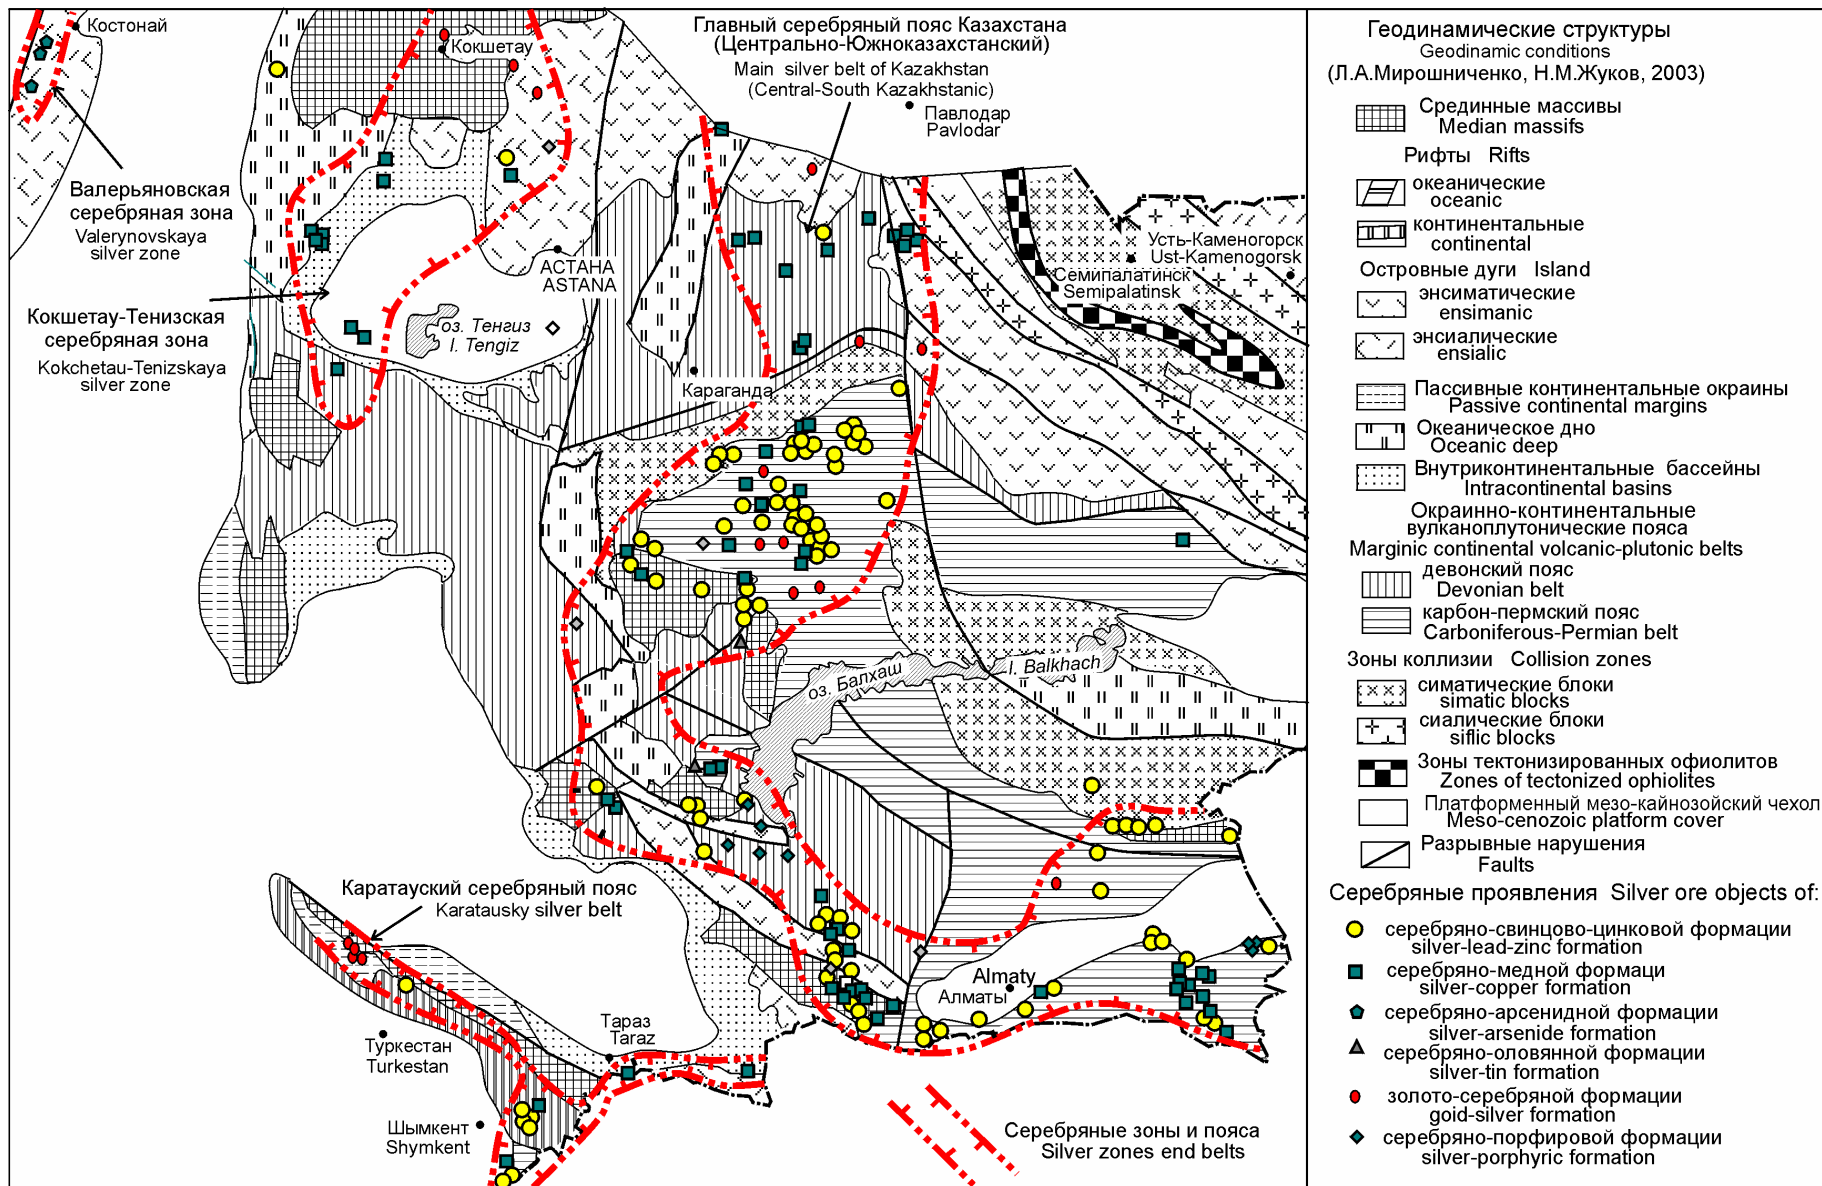 Костонай
Кокшетау
Главный серебряный пояс Казахстана
(Центрально-Южноказахстанский)
Main silver belt of Kazakhstan
(Central-South Kazakhstanic)
Павлодар
Pavlodar
Валерьяновская
серебряная зона
Valerynovskaya
silver zone
АСТАНА
ASTANA
Усть-Каменогорск
Ust-Kamenogorsk
Семипалатинск
Semipalatinsk
Кокшетау-Тенизская
серебряная зона
Kokchetau-Tenizskaya
silver zone
оз. Тенгиз
l. Tengiz
Караганда
оз. Балхаш
l. Balkhach
Каратауский серебряный пояс
Karatausky silver belt
Almaty
Алматы
Тараз
Taraz
Туркестан
Turkestan
Шымкент
Shymkent
Серебряные зоны и пояса
Silver zones end belts
Геодинамические структуры
Geodinamic conditions
(Л.А.Мирошниченко, Н.М.Жуков, 2003)
Срединные массивы
Median massifs
Рифты Rifts
океанические
oceanic
континентальные
continental
Островные дуги Island
энсиматические
ensimanic
энсиалические
ensialic
Пассивные континентальные окраины
Passive continental margins
Океаническое дно
Oceanic deep
Внутриконтинентальные бассейны
Intracontinental basins
Окраинно-континентальные
вулканоплутонические пояса
Marginic continental volcanic-plutonic belts
девонский пояс
Devonian belt
карбон-пермский пояс
Carboniferous-Permian belt
Зоны коллизии Collision zones
симатические блоки
simatic blocks
сиалические блоки
siflic blocks
Зоны тектонизированных офиолитов
Zones of tectonized ophiolites
Платформенный мезо-кайнозойский чехол
Meso-cenozoic platform cover
Разрывные нарушения
Faults
Серебряные проявления Silver ore objects of:
серебряно-свинцово-цинковой формации
silver-lead-zinc formation
серебряно-медной формаци
silver-copper formation
серебряно-арсенидной формации
silver-arsenide formation
серебряно-оловянной формации
silver-tin formation
золото-серебряной формации
goid-silver formation
серебряно-порфировой формации
silver-porphyric formation